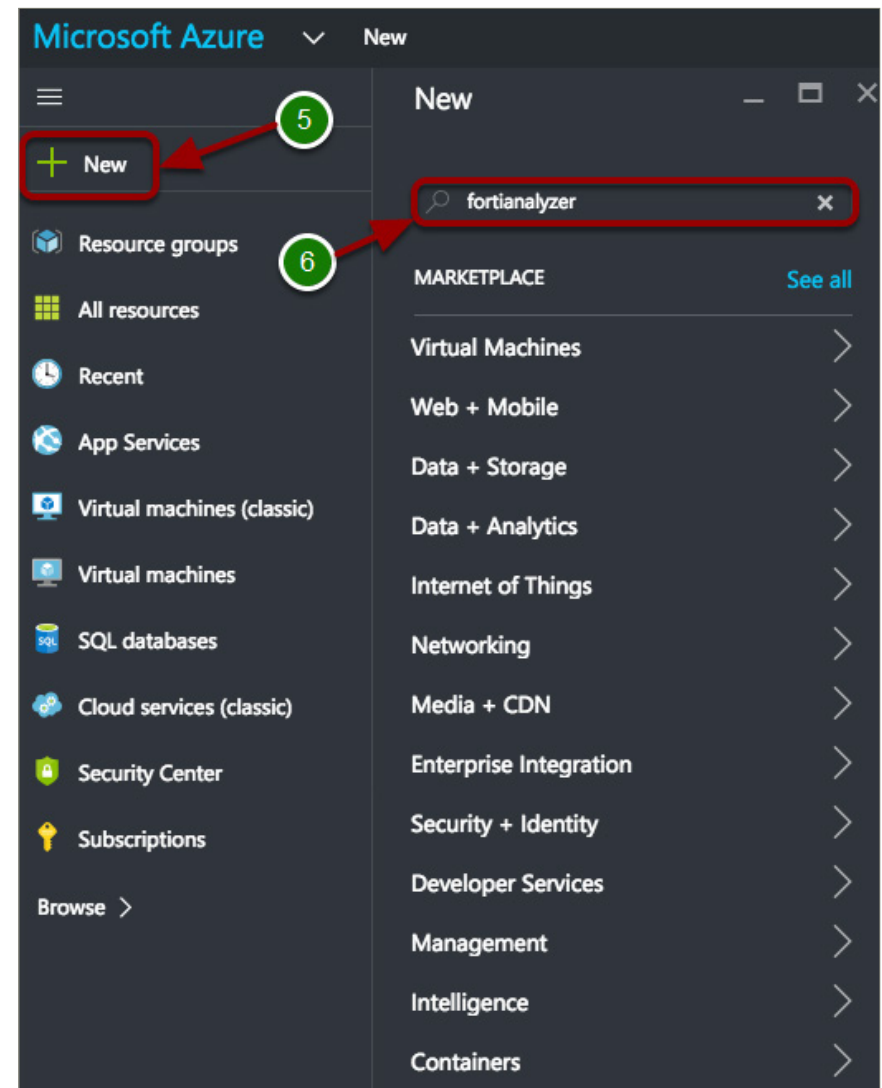 Microsoft Azure New
5
New
Resource groups
All resources
Recent
App Services
Virtual machines (classic)
Virtual machines
SQL
SQL databases
Cloud services (classic)
Security Center
Subscriptions
Browse
New
fortianalyzer
6
MARKETPLACE See all
Virtual Machines
Web + Mobile
Data + Storage
Data + Analytics
Internet of Things
Networking
Media + CDN
Enterprise Integration
Security + Identity
Developer Services
Management
Intelligence
Containers